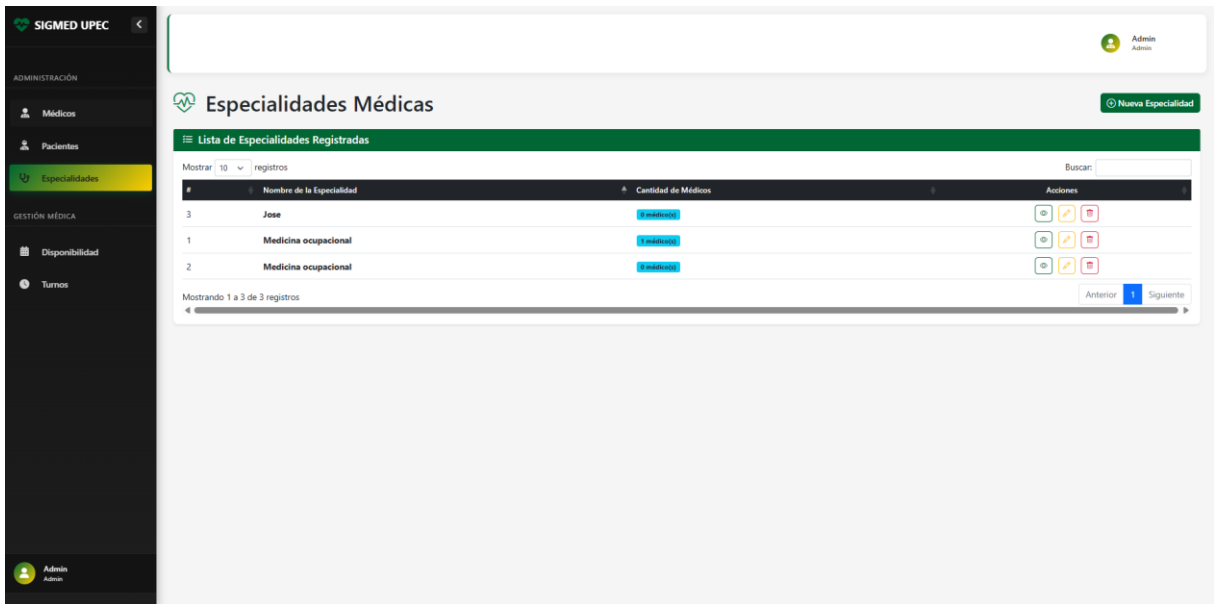 SIGMED UPEC
ADMINISTRACIÓN
Médicos
Pacientes
Especialidades
GESTIÓN MÉDICA
Disponibilidad
Turnos
Admin
Admin
Admin
Admin
Especialidades Médicas
Nueva Especialidad
Lista de Especialidades Registradas
Mostrar 10 registros
Buscar:
# Nombre de la Especialidad Cantidad de Médicos Acciones
3 Jose 0 médico(s)
1 Medicina ocupacional 1 médico(s)
2 Medicina ocupacional 0 médico(s)
Mostrando 1 a 3 de 3 registros
Anterior 1 Siguiente